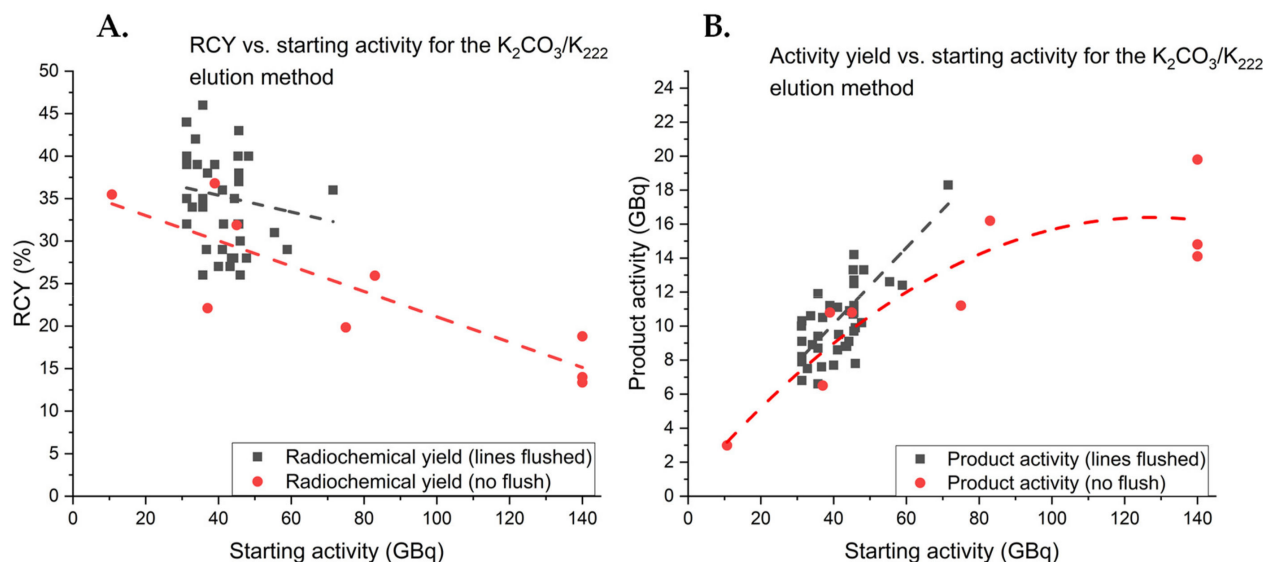 A.
RCY vs. starting activity for the K₂CO₃/K₂₂₂
elution method
50
45
40
35
30
25
20
15
10
5
0
RCY (%)
Radiochemical yield (lines flushed)
Radiochemical yield (no flush)
0 20 40 60 80 100 120 140
Starting activity (GBq)
B.
Activity yield vs. starting activity for the K₂CO₃/K₂₂₂
elution method
24
22
20
18
16
14
12
10
8
6
4
2
0
Product activity (GBq)
Product activity (lines flushed)
Product activity (no flush)
0 20 40 60 80 100 120 140
Starting activity (GBq)